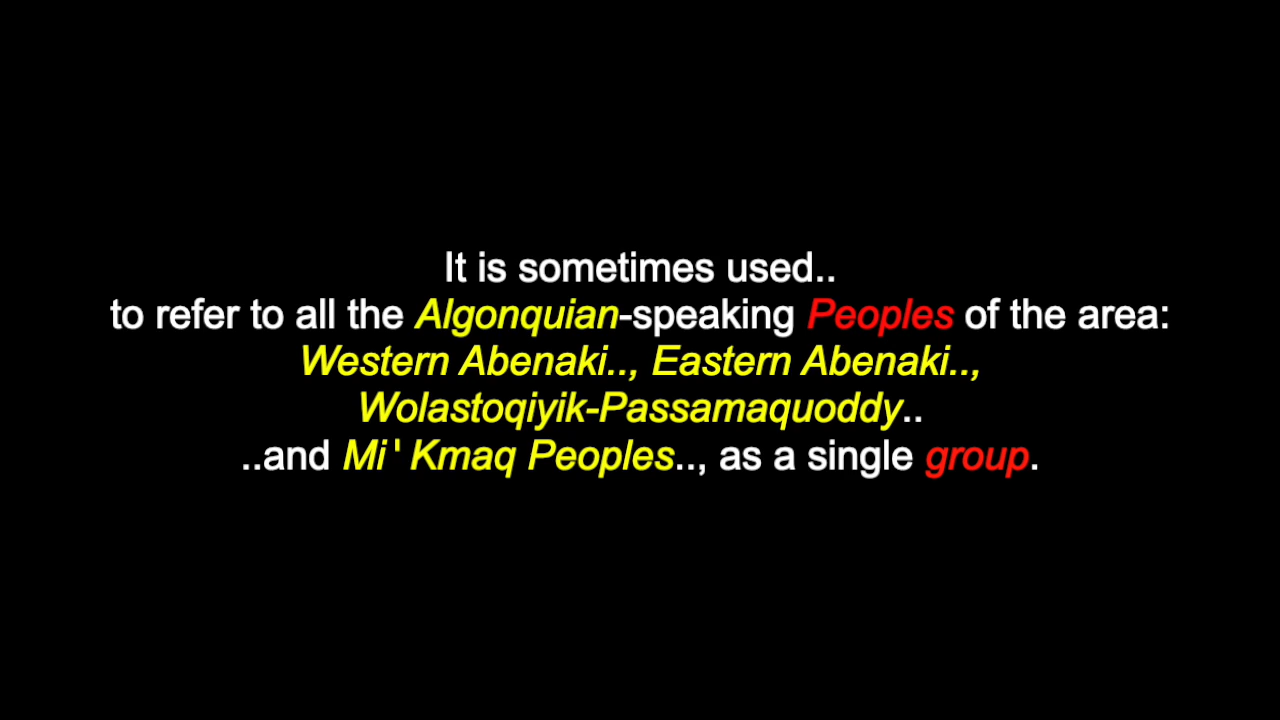 It is sometimes used..
to refer to all the Algonquian-speaking Peoples of the area:
Western Abenaki.., Eastern Abenaki..,
Wolastoqiyik-Passamaquoddy..
..and Mi'Kmaq Peoples.., as a single group.